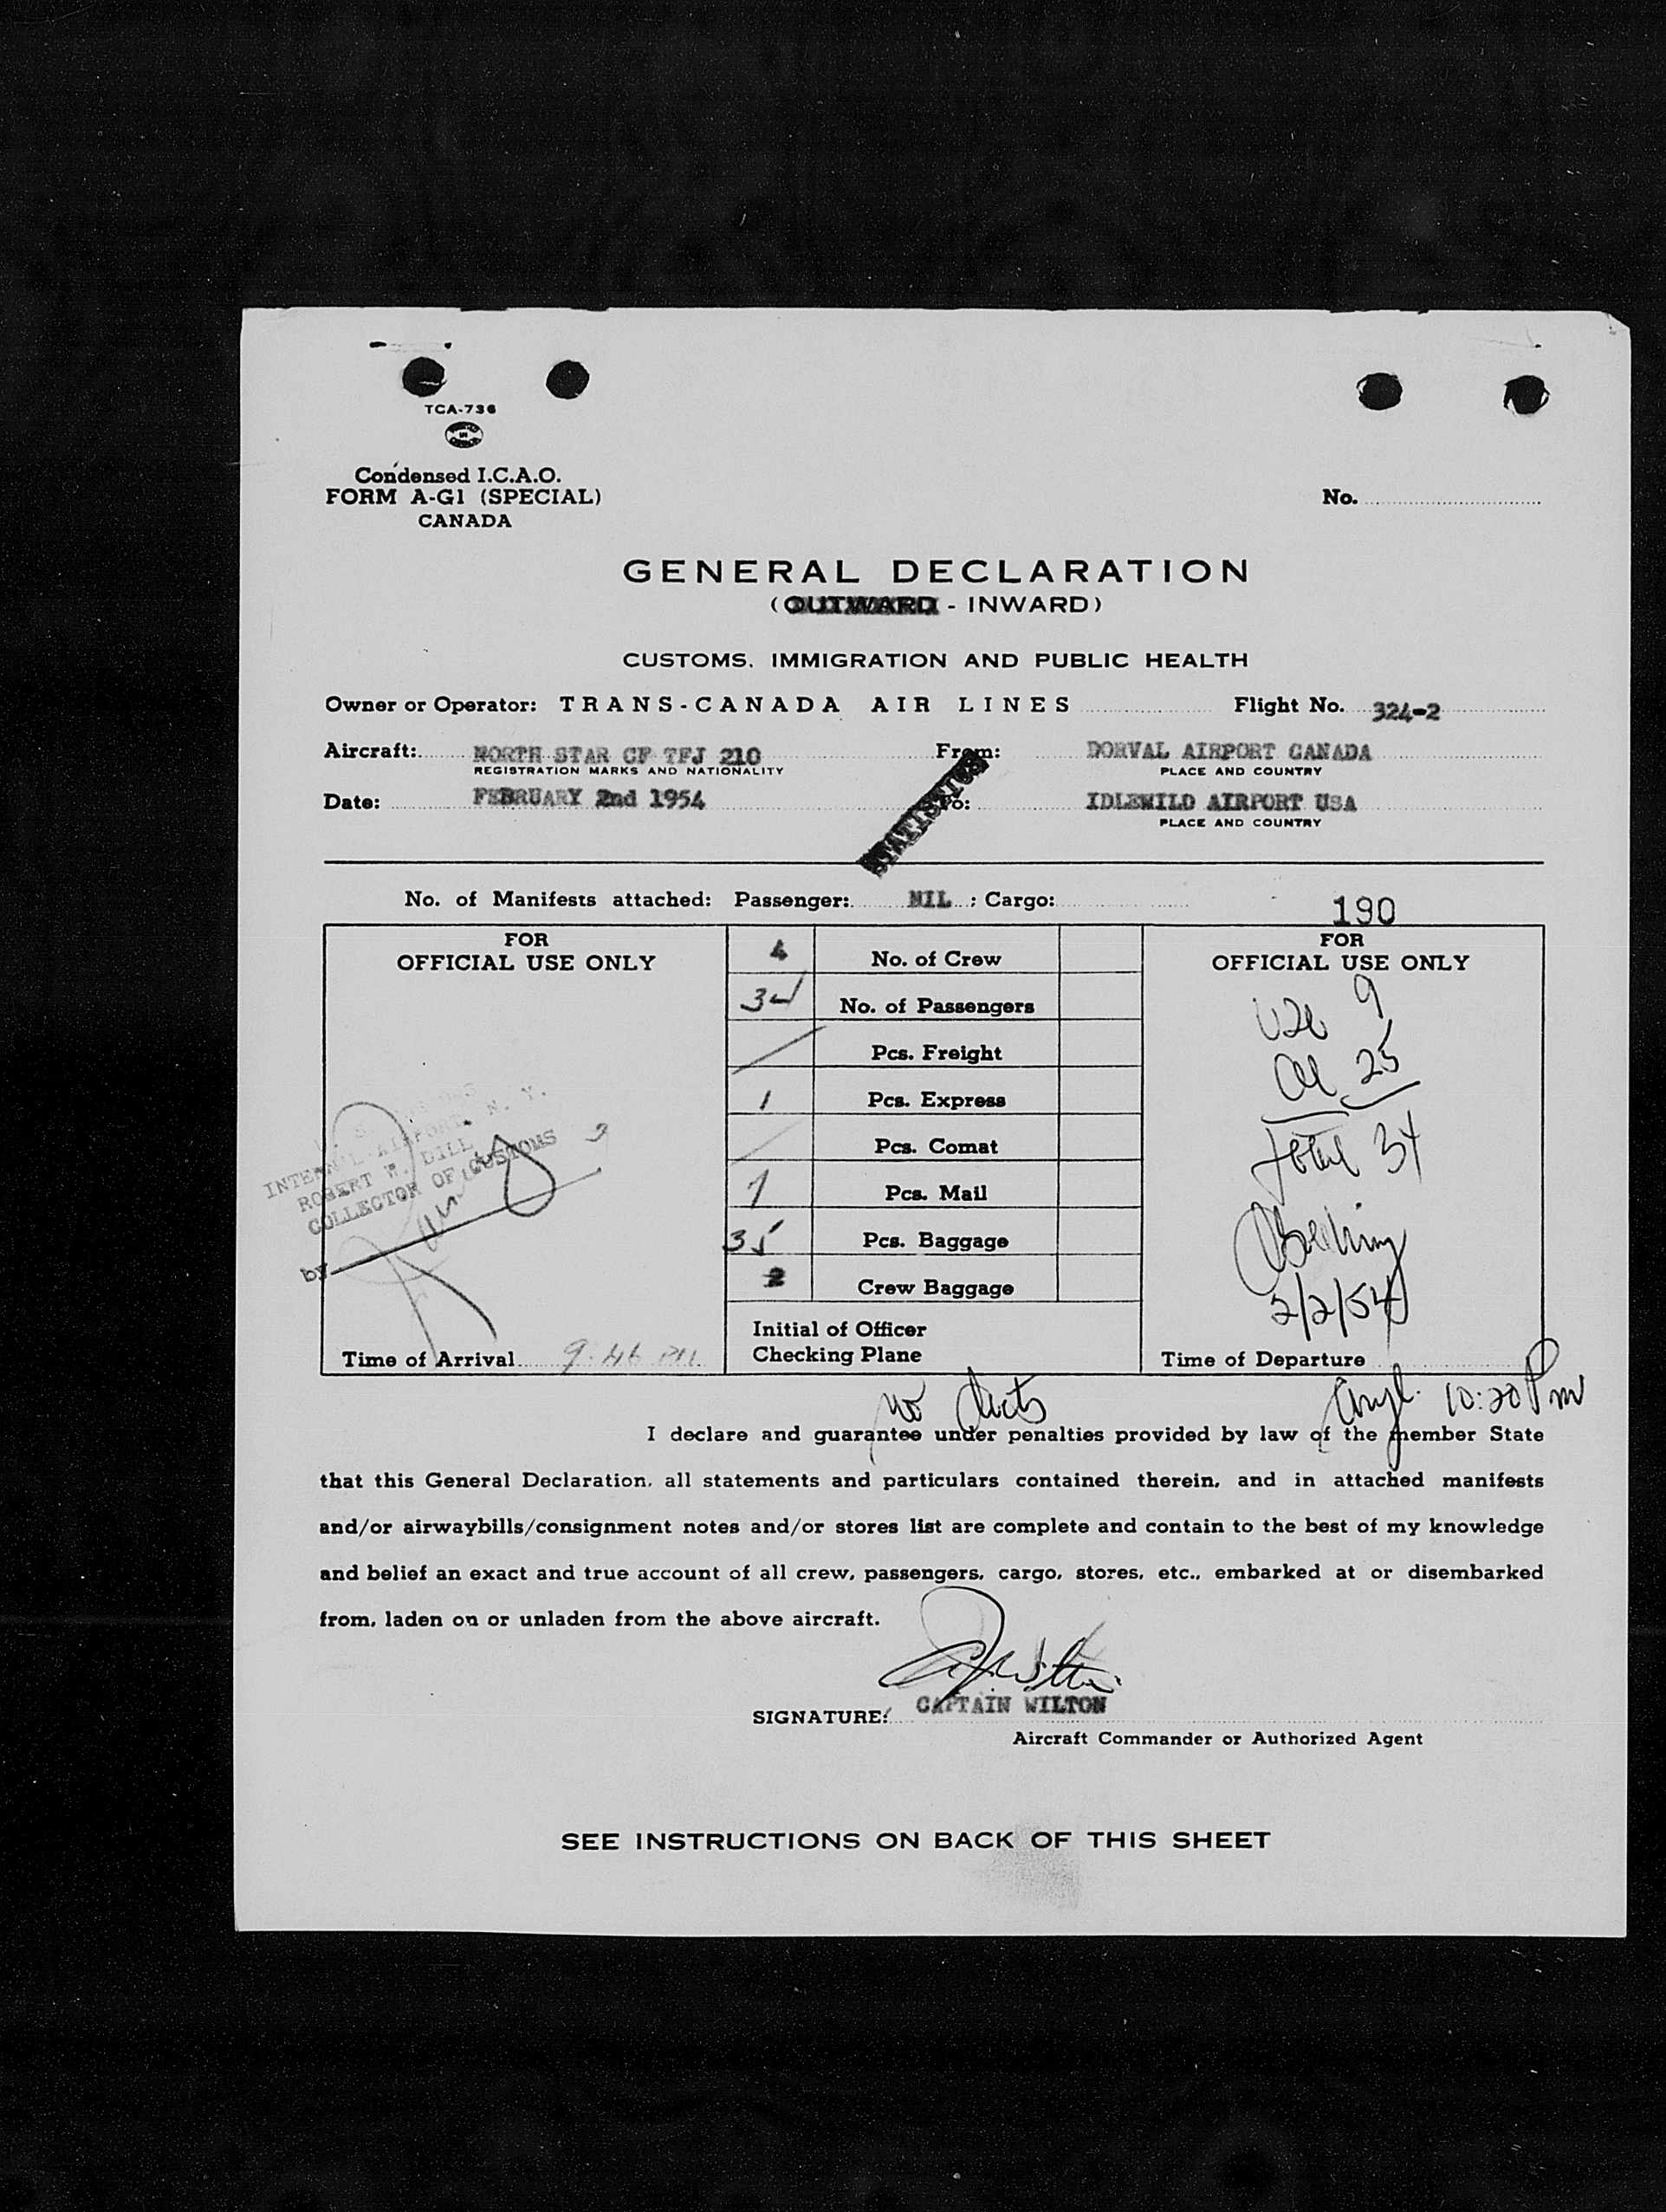 TCA-736
Condensed I.C.A.O.
FORM A-G1 (SPECIAL)
CANADA
No.
GENERAL DECLARATION
(OUTWARD - INWARD)
CUSTOMS, IMMIGRATION AND PUBLIC HEALTH
Owner or Operator: TRANS-CANADA AIR LINES Flight No. 324-2
Aircraft: NORTH STAR CF TFJ 210 From: DORVAL AIRPORT CANADA
REGISTRATION MARKS AND NATIONALITY PLACE AND COUNTRY
Date: FEBRUARY 2nd 1954 To: IDLEWILD AIRPORT USA
PLACE AND COUNTRY
STATISTICS
No. of Manifests attached: Passenger: NIL : Cargo:
190
FOR
OFFICIAL USE ONLY
INTERN'L. AIRPORT, N. Y.
ROBERT W. DILL
COLLECTOR OF CUSTOMS
by
Time of Arrival 9:46 PM
4 No. of Crew
34 No. of Passengers
Pcs. Freight
1 Pcs. Express
Pcs. Comat
7 Pcs. Mail
35 Pcs. Baggage
2 Crew Baggage
Initial of Officer
Checking Plane
FOR
OFFICIAL USE ONLY
9
25
Total 34
2/2/54
Time of Departure
no 10:20 Pm
I declare and guarantee under penalties provided by law of the member State
that this General Declaration, all statements and particulars contained therein, and in attached manifests
and/or airwaybills/consignment notes and/or stores list are complete and contain to the best of my knowledge
and belief an exact and true account of all crew, passengers, cargo, stores, etc., embarked at or disembarked
from, laden on or unladen from the above aircraft.
SIGNATURE: CAPTAIN WILTON
Aircraft Commander or Authorized Agent
SEE INSTRUCTIONS ON BACK OF THIS SHEET